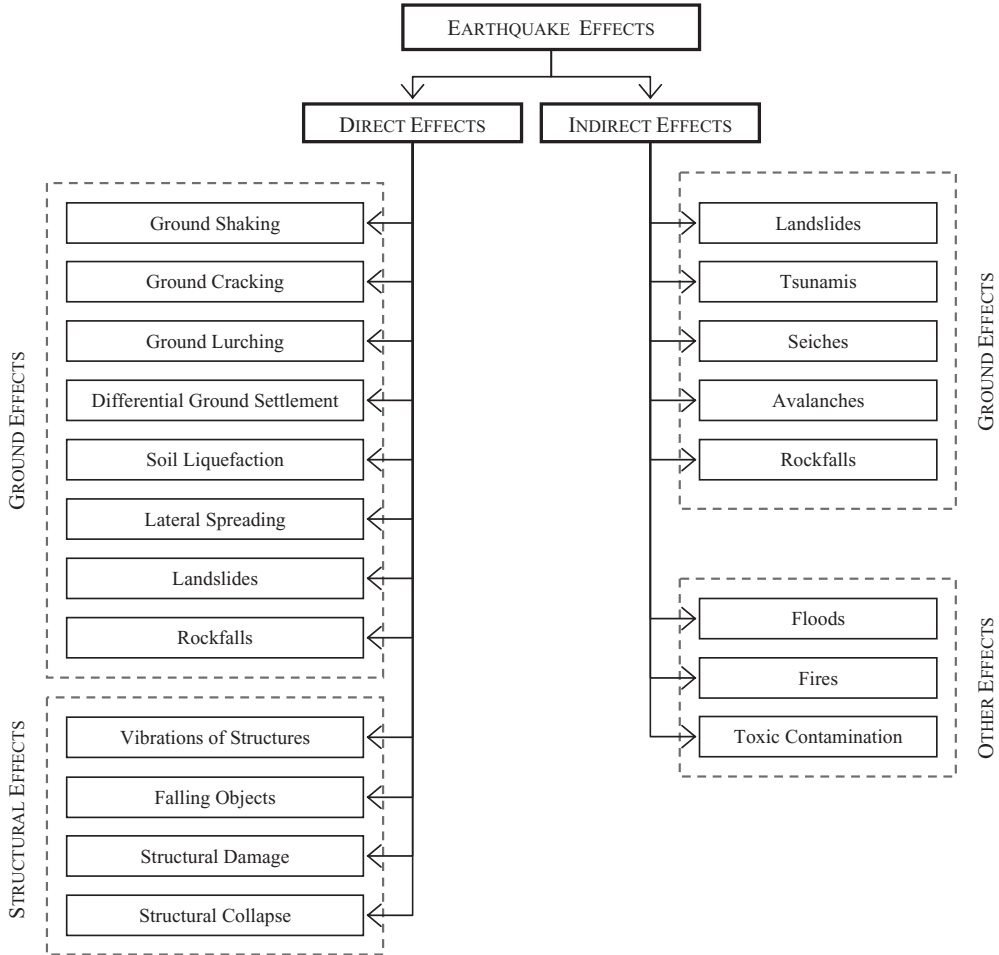 EARTHQUAKE EFFECTS
DIRECT EFFECTS
INDIRECT EFFECTS
GROUND EFFECTS
Ground Shaking
Ground Cracking
Ground Lurching
Differential Ground Settlement
Soil Liquefaction
Lateral Spreading
Landslides
Rockfalls
STRUCTURAL EFFECTS
Vibrations of Structures
Falling Objects
Structural Damage
Structural Collapse
Landslides
Tsunamis
Seiches
Avalanches
Rockfalls
GROUND EFFECTS
Floods
Fires
Toxic Contamination
OTHER EFFECTS